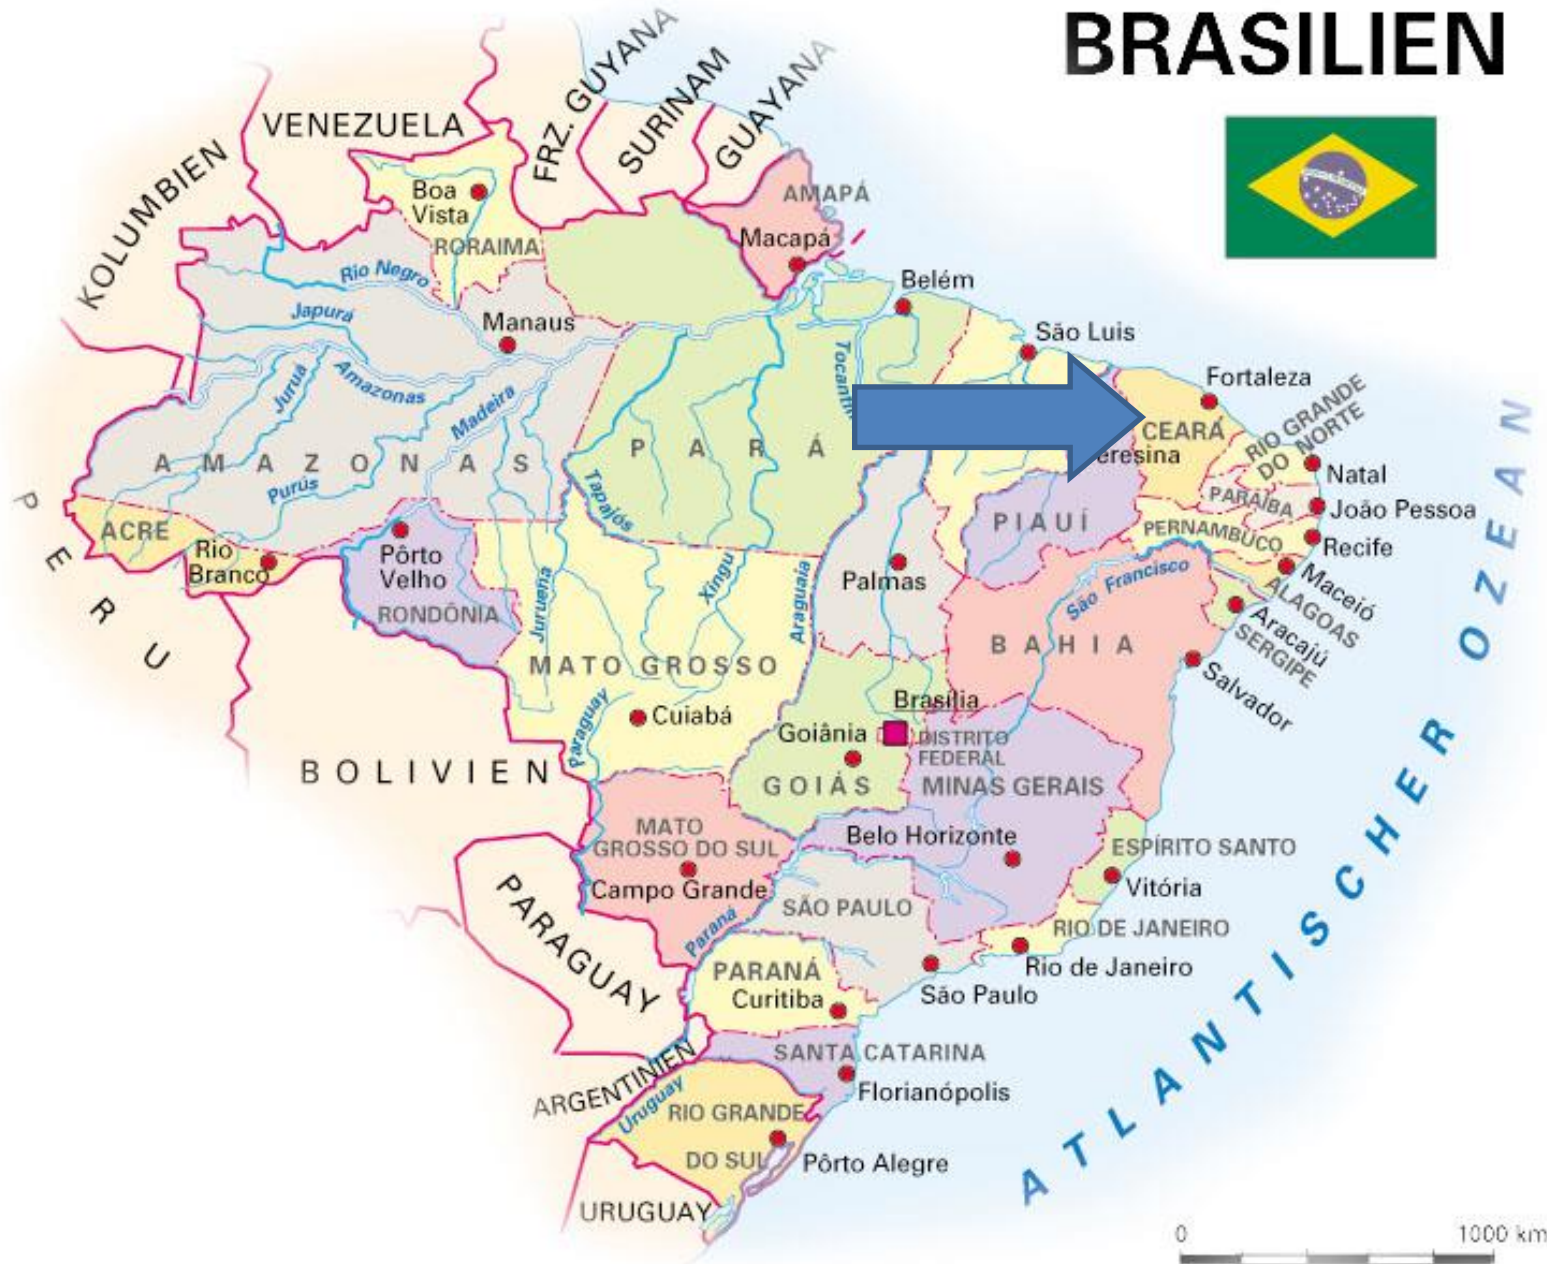 BRASILIEN
VENEZUELA
KOLUMBIEN
FRZ. GUYANA
SURINAM
GUAYANA
Boa
Vista
RORAIMA
AMAPÁ
Macapá
Rio Negro
Japurá
Manaus
Belém
São Luis
Juruá
Amazonas
Madeira
Fortaleza
RIO GRANDE
DO NORTE
CEARÁ
eresina
Natal
AMAZONAS
PARÁ
Purús
Tapajós
PARAÍBA
João Pessoa
PIAUÍ
PERNAMBUCO
Recife
ACRE
Rio
Branco
Pôrto
Velho
RONDÔNIA
PERU
Juruena
Xingu
Araguaia
Palmas
São Francisco
Maceió
ALAGOAS
Aracajú
SERGIPE
BAHIA
Salvador
MATO GROSSO
Cuiabá
Paraguay
Brasília
Goiânia
DISTRITO
FEDERAL
GOIÁS
MINAS GERAIS
BOLIVIEN
MATO
GROSSO DO SUL
Campo Grande
Belo Horizonte
ESPÍRITO SANTO
Vitória
PARAGUAY
Paraná
SÃO PAULO
RIO DE JANEIRO
Rio de Janeiro
PARANÁ
Curitiba
São Paulo
ARGENTINIEN
SANTA CATARINA
Florianópolis
Uruguay
RIO GRANDE
DO SUL
Pôrto Alegre
URUGUAY
ATLANTISCHER OZEAN
0 1000 km